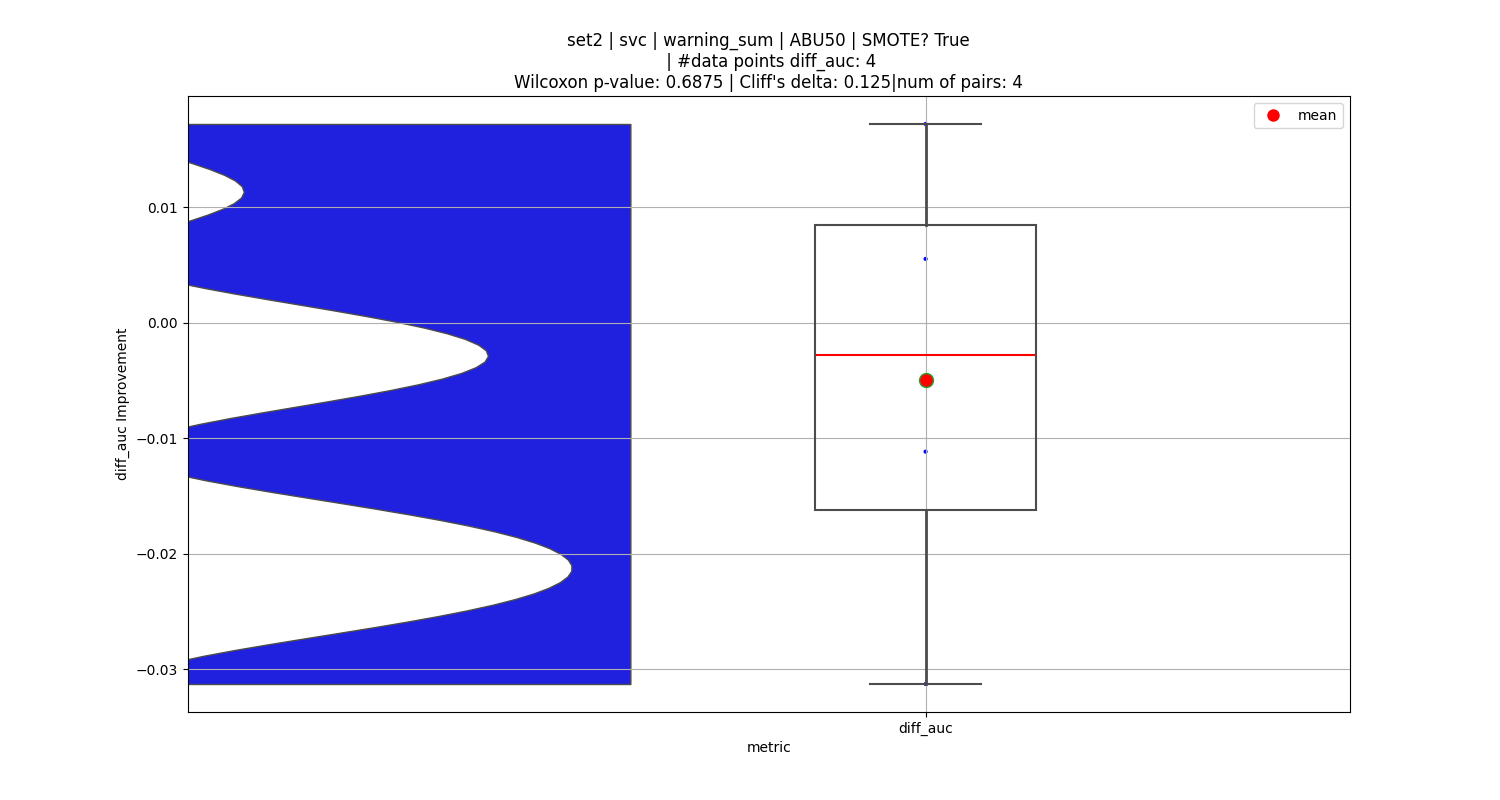 set2 | svc | warning_sum | ABU50 | SMOTE? True
| #data points diff_auc: 4
Wilcoxon p-value: 0.6875 | Cliff's delta: 0.125|num of pairs: 4
mean
0.01
0.00
−0.01
−0.02
−0.03
diff_auc Improvement
diff_auc
metric